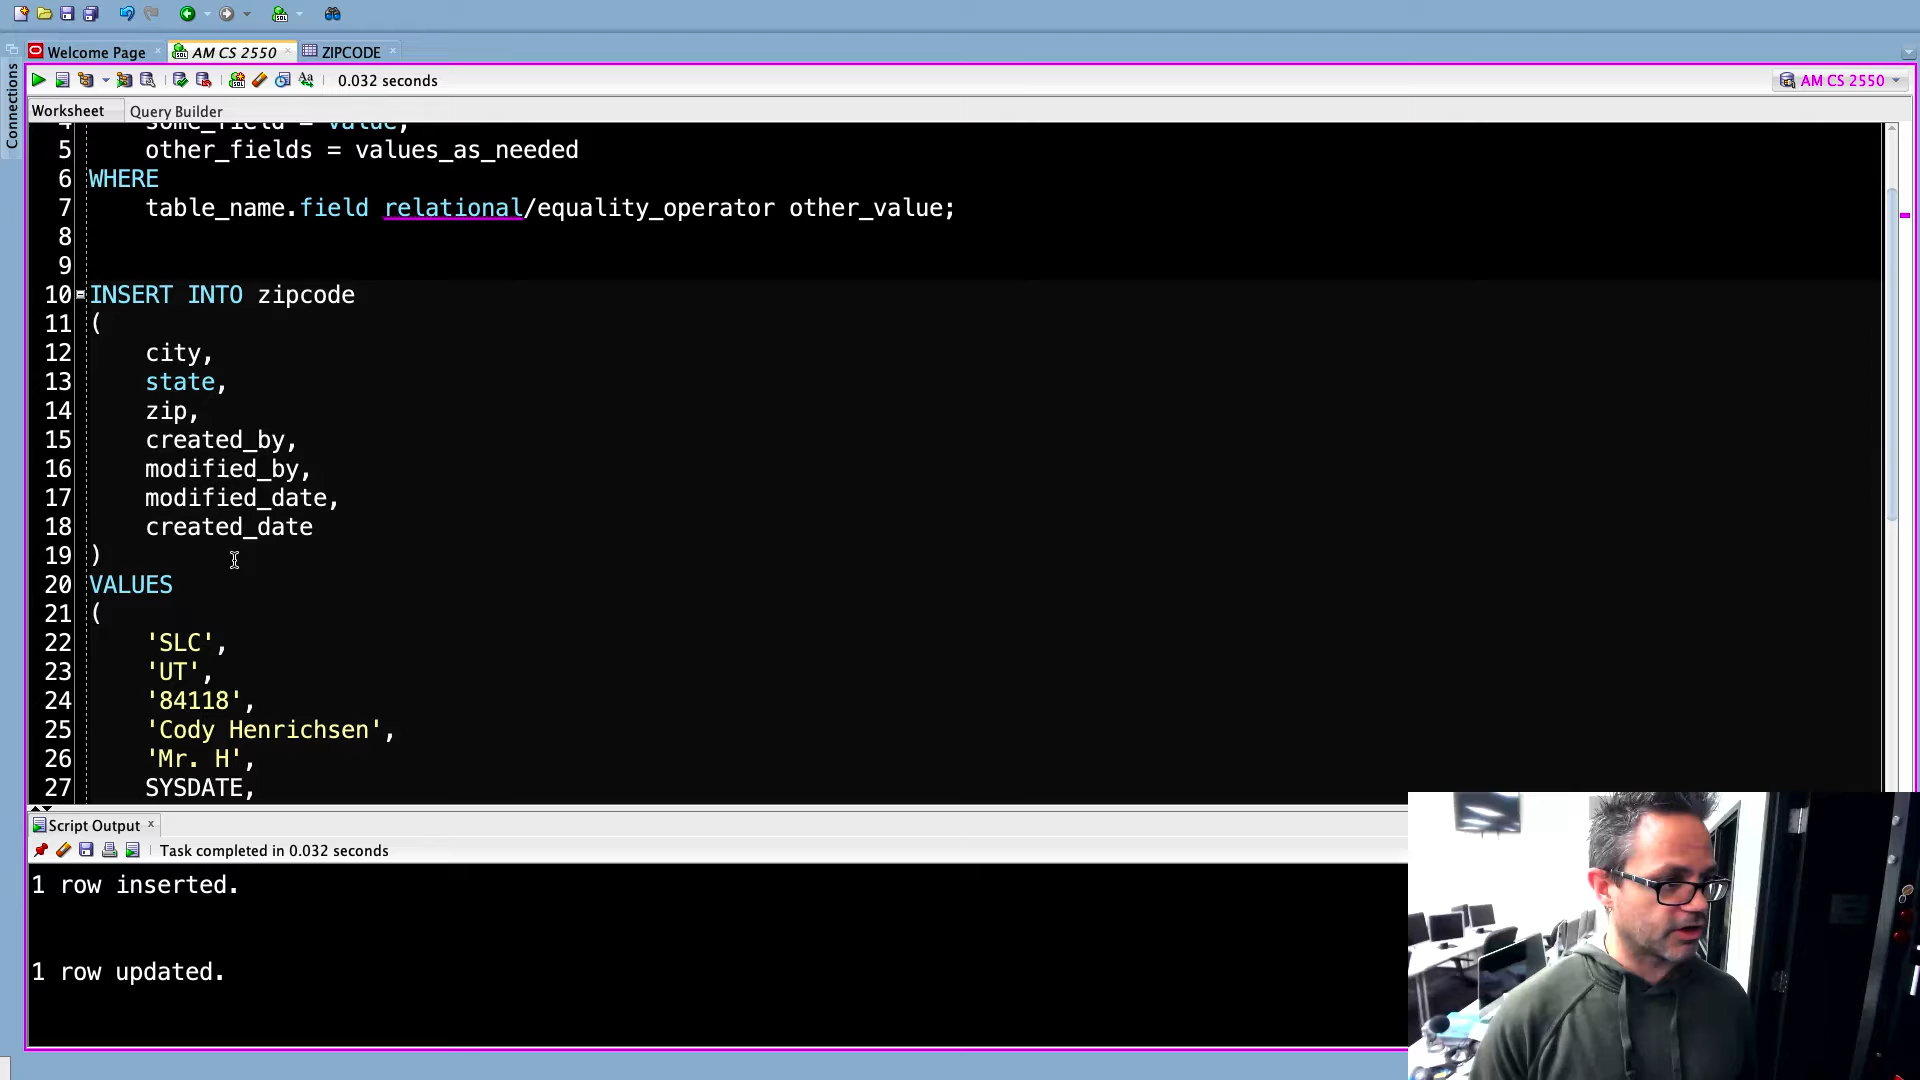 Welcome Page
AM CS 2550
ZIPCODE
Connections
0.032 seconds
AM CS 2550
Worksheet
Query Builder
4 some_field = value,
5 other_fields = values_as_needed
6 WHERE
7 table_name.field relational/equality_operator other_value;
8
9
10 INSERT INTO zipcode
11 (
12 city,
13 state,
14 zip,
15 created_by,
16 modified_by,
17 modified_date,
18 created_date
19 )
20 VALUES
21 (
22 'SLC',
23 'UT',
24 '84118',
25 'Cody Henrichsen',
26 'Mr. H',
27 SYSDATE,
Script Output
Task completed in 0.032 seconds
1 row inserted.
1 row updated.